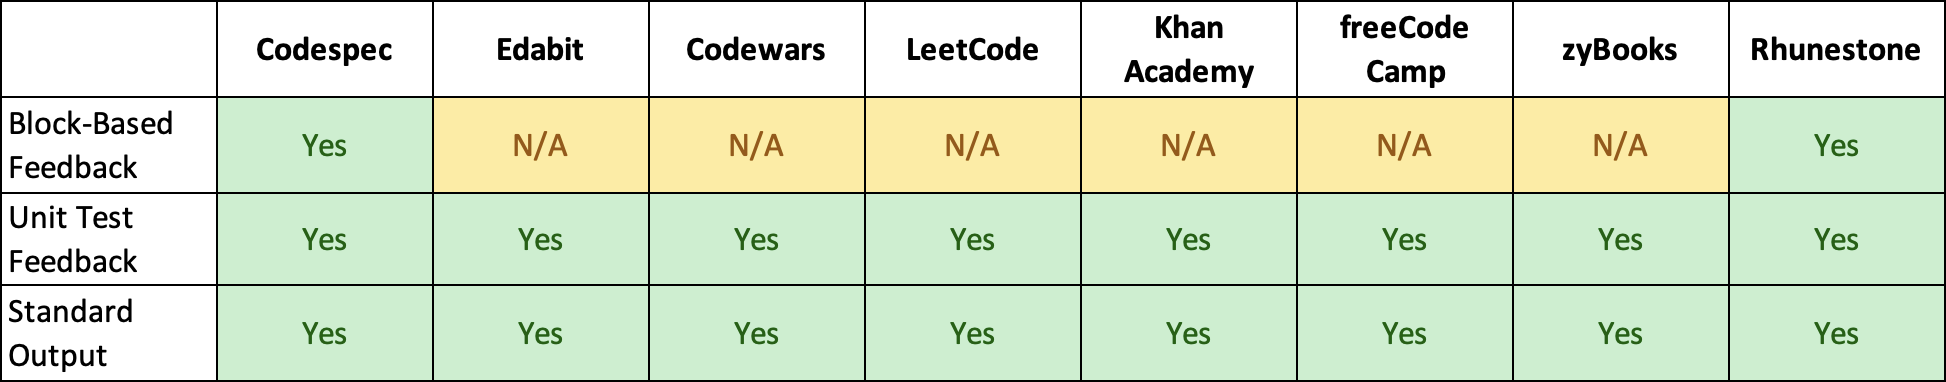 Codespec Edabit Codewars LeetCode Khan Academy freeCode Camp zyBooks Rhunestone
Block-Based Feedback Yes N/A N/A N/A N/A N/A N/A Yes
Unit Test Feedback Yes Yes Yes Yes Yes Yes Yes Yes
Standard Output Yes Yes Yes Yes Yes Yes Yes Yes